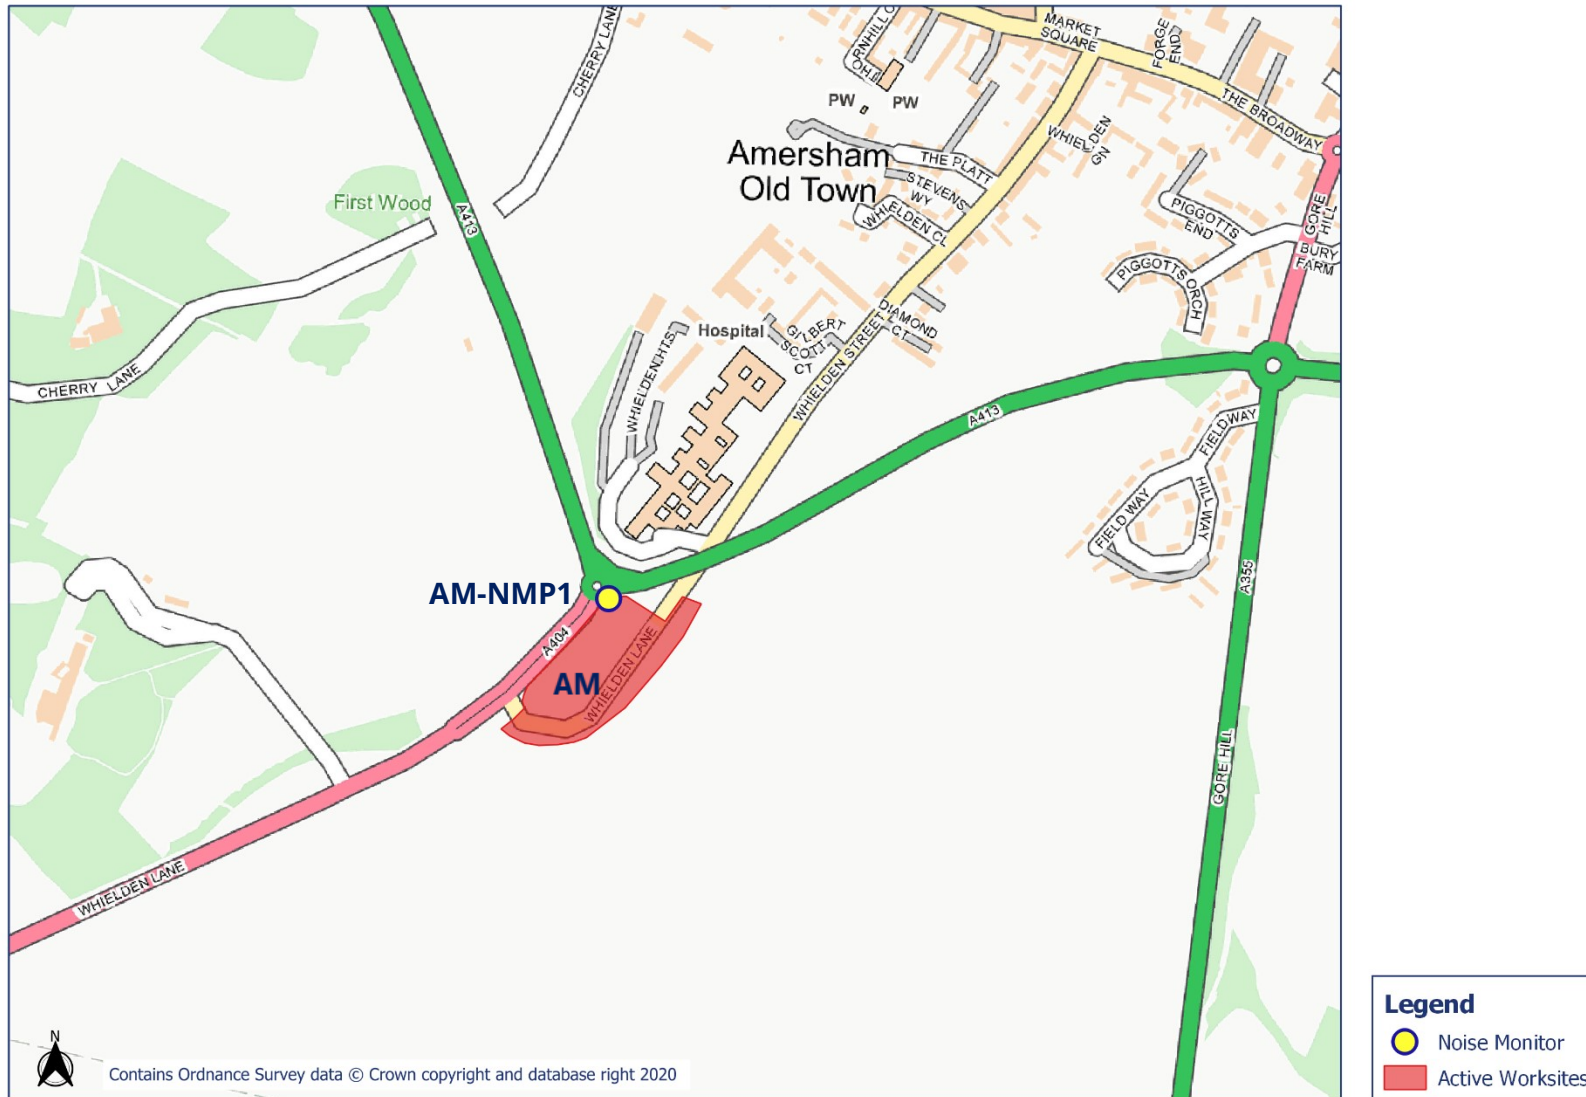 CHERRY LANE
ORNHILL C
THO
MARKET
SQUARE
FORGE
END
THE BROADWAY
PW
PW
Amersham
Old Town
THE PLATT
STEVENS
WY
WHIELDEN CL
WHIELDEN
GN
PIGGOTTS
END
GORE
HILL
BURY
FARM
PIGGOTTS ORCH
First Wood
A413
CHERRY LANE
Hospital
GILBERT
SCOTT
CT
DIAMOND
CT
WHIELDEN STREET
WHIELDEN HTS
A413
FIELDWAY
FIELD WAY
HILL WAY
A355
AM-NMP1
A404
AM
WHIELDEN LANE
GORE HILL
WHIELDEN LANE
N
Contains Ordnance Survey data © Crown copyright and database right 2020
Legend
Noise Monitor
Active Worksites